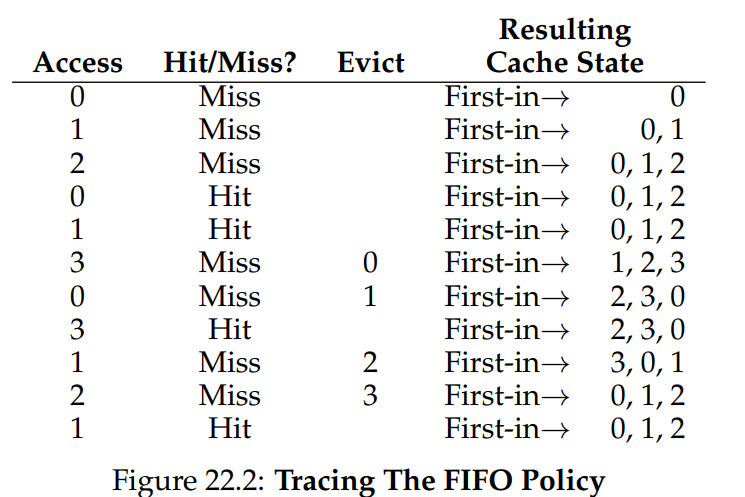 Resulting
Access Hit/Miss? Evict Cache State
0 Miss First-in→ 0
1 Miss First-in→ 0, 1
2 Miss First-in→ 0, 1, 2
0 Hit First-in→ 0, 1, 2
1 Hit First-in→ 0, 1, 2
3 Miss 0 First-in→ 1, 2, 3
0 Miss 1 First-in→ 2, 3, 0
3 Hit First-in→ 2, 3, 0
1 Miss 2 First-in→ 3, 0, 1
2 Miss 3 First-in→ 0, 1, 2
1 Hit First-in→ 0, 1, 2
Figure 22.2: Tracing The FIFO Policy